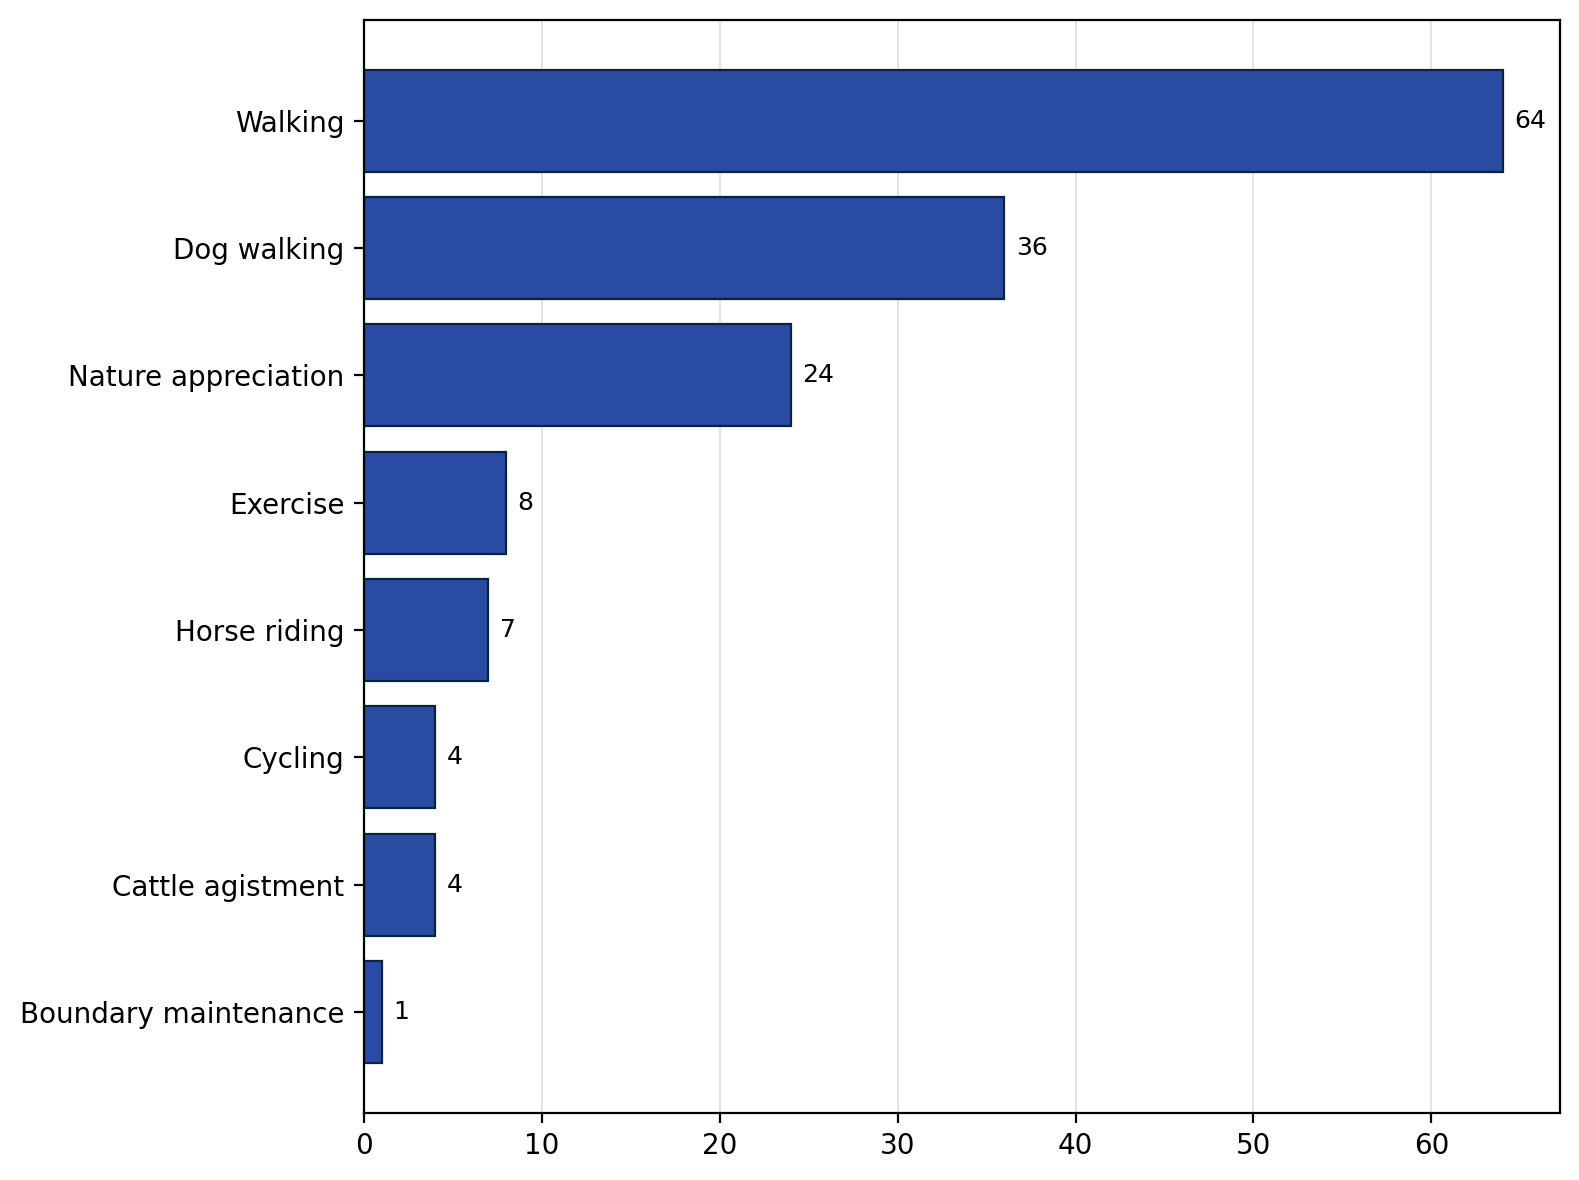 Walking
64
Dog walking
36
Nature appreciation
24
Exercise
8
Horse riding
7
Cycling
4
Cattle agistment
4
Boundary maintenance
1
0 10 20 30 40 50 60